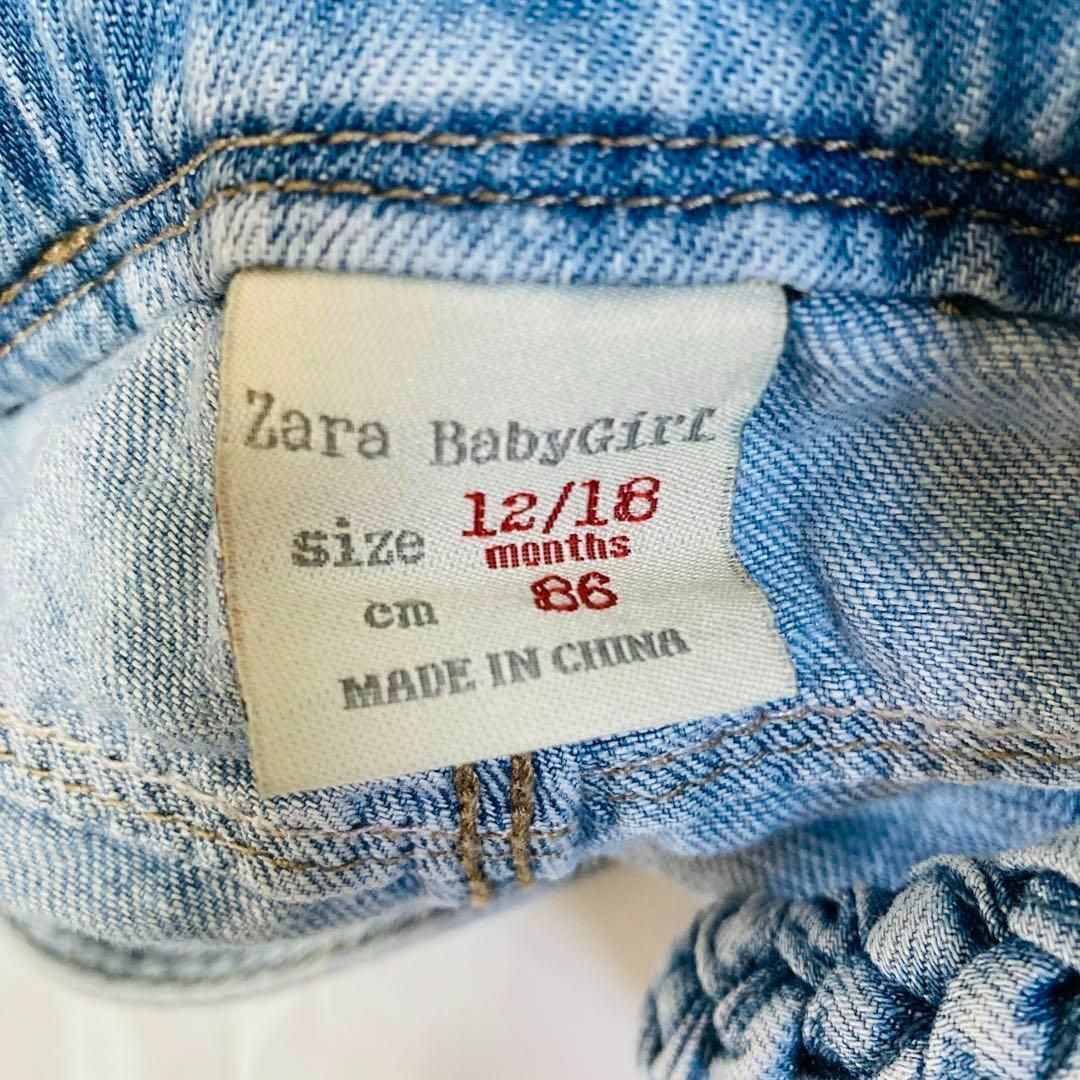 Zara BabyGirl
size 12/18
months
cm 86
MADE IN CHINA